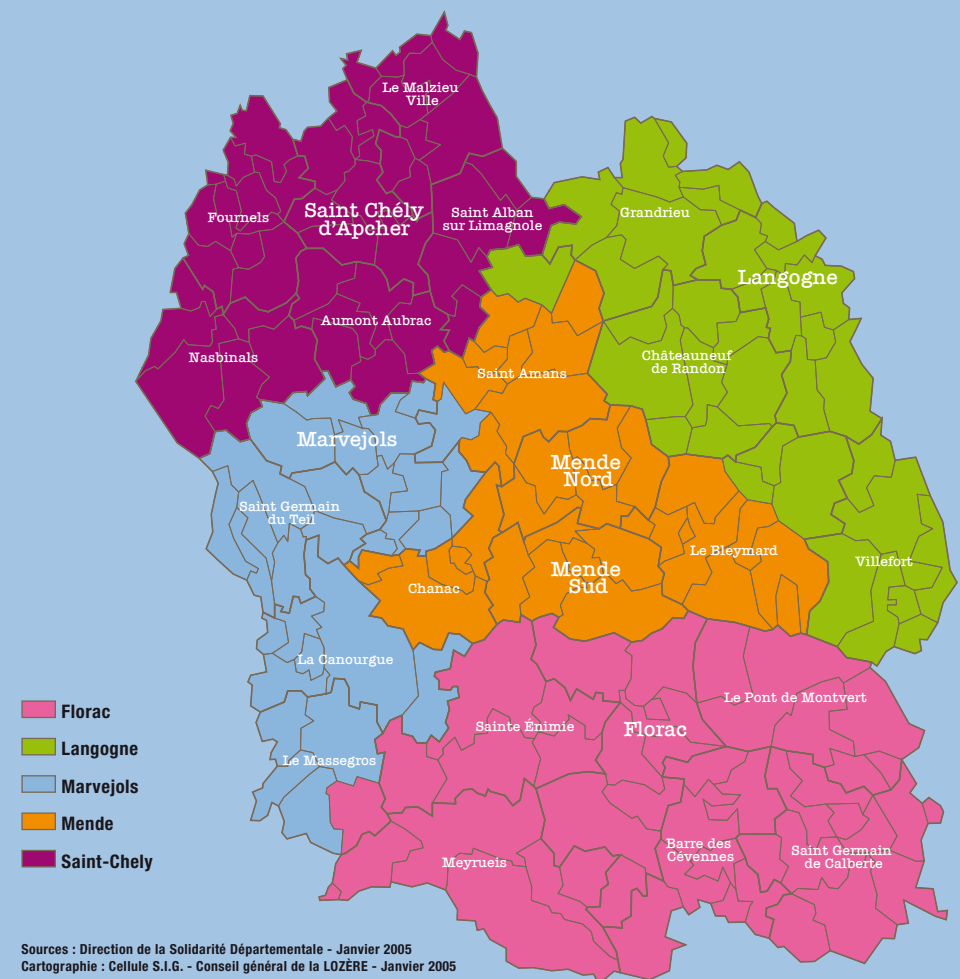 Le Malzieu
Ville
Fournels
Saint Chély
d'Apcher
Saint Alban
sur Limagnole
Grandrieu
Langogne
Aumont Aubrac
Nasbinals
Saint Amans
Châteauneuf
de Randon
Marvejols
Mende
Nord
Saint Germain
du Teil
Le Bleymard
Villefort
Chanac
Mende
Sud
La Canourgue
Le Pont de Montvert
Sainte Énimie
Florac
Le Massegros
Meyrueis
Barre des
Cévennes
Saint Germain
de Calberte
Florac
Langogne
Marvejols
Mende
Saint-Chely
Sources : Direction de la Solidarité Départementale - Janvier 2005
Cartographie : Cellule S.I.G. - Conseil général de la LOZÈRE - Janvier 2005